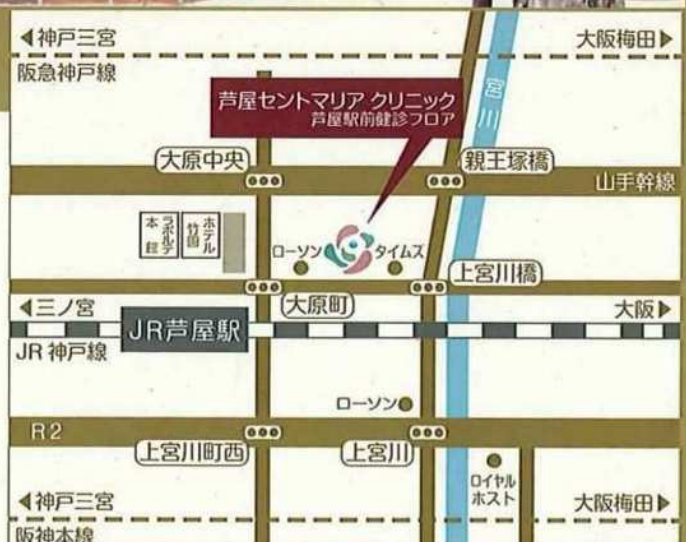 ◀神戸三宮
大阪梅田▶
阪急神戸線
宮川
芦屋セントマリア クリニック
芦屋駅前健診フロア
大原中央
親王塚橋
山手幹線
ラポルテ
本館
ホテル
竹園
ローソン
タイムズ
上宮川橋
大原町
◀三ノ宮
大阪▶
JR芦屋駅
JR 神戸線
ローソン
R2
上宮川町西
上宮川
ロイヤル
ホスト
◀神戸三宮
大阪梅田▶
阪神本線